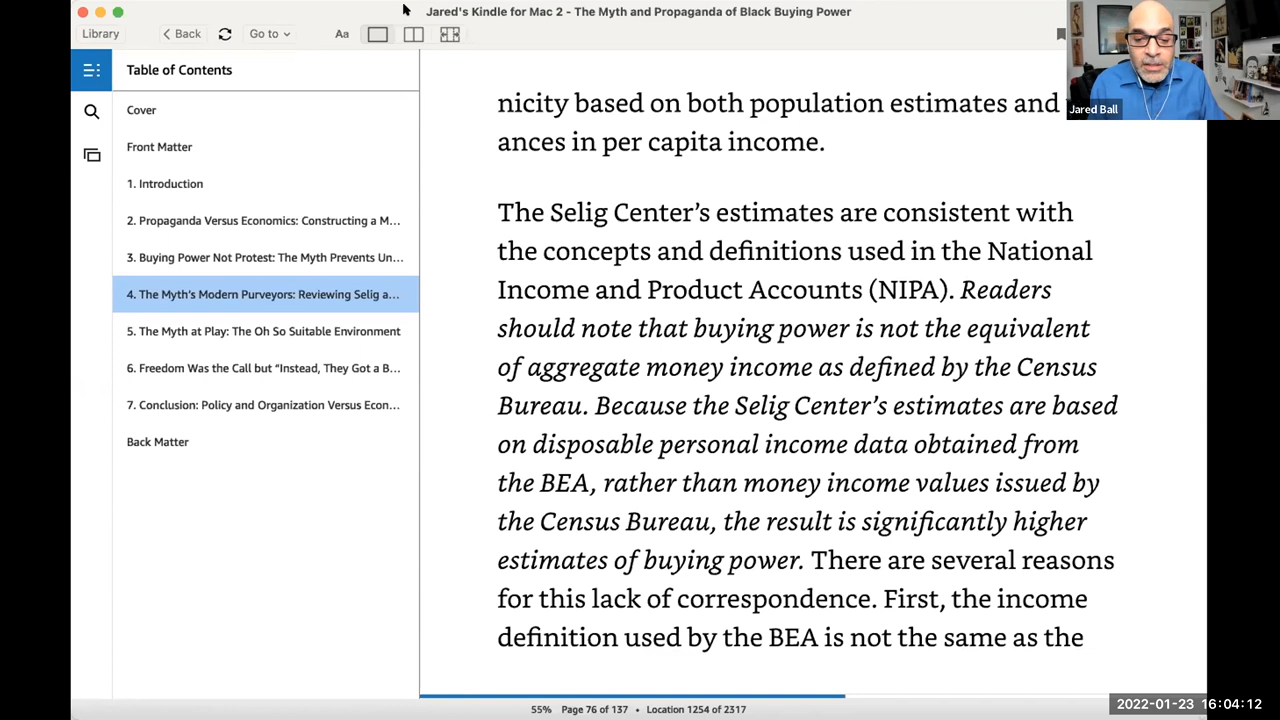 Jared's Kindle for Mac 2 - The Myth and Propaganda of Black Buying Power
Library
Back
Go to
Aa
Jared Ball
Table of Contents
Cover
Front Matter
1. Introduction
2. Propaganda Versus Economics: Constructing a M...
3. Buying Power Not Protest: The Myth Prevents Un...
4. The Myth's Modern Purveyors: Reviewing Selig a...
5. The Myth at Play: The Oh So Suitable Environment
6. Freedom Was the Call but “Instead, They Got a B...
7. Conclusion: Policy and Organization Versus Econ...
Back Matter
nicity based on both population estimates and
ances in per capita income.
The Selig Center’s estimates are consistent with
the concepts and definitions used in the National
Income and Product Accounts (NIPA). Readers
should note that buying power is not the equivalent
of aggregate money income as defined by the Census
Bureau. Because the Selig Center’s estimates are based
on disposable personal income data obtained from
the BEA, rather than money income values issued by
the Census Bureau, the result is significantly higher
estimates of buying power. There are several reasons
for this lack of correspondence. First, the income
definition used by the BEA is not the same as the
55% Page 76 of 137 • Location 1254 of 2317
2022-01-23 16:04:12